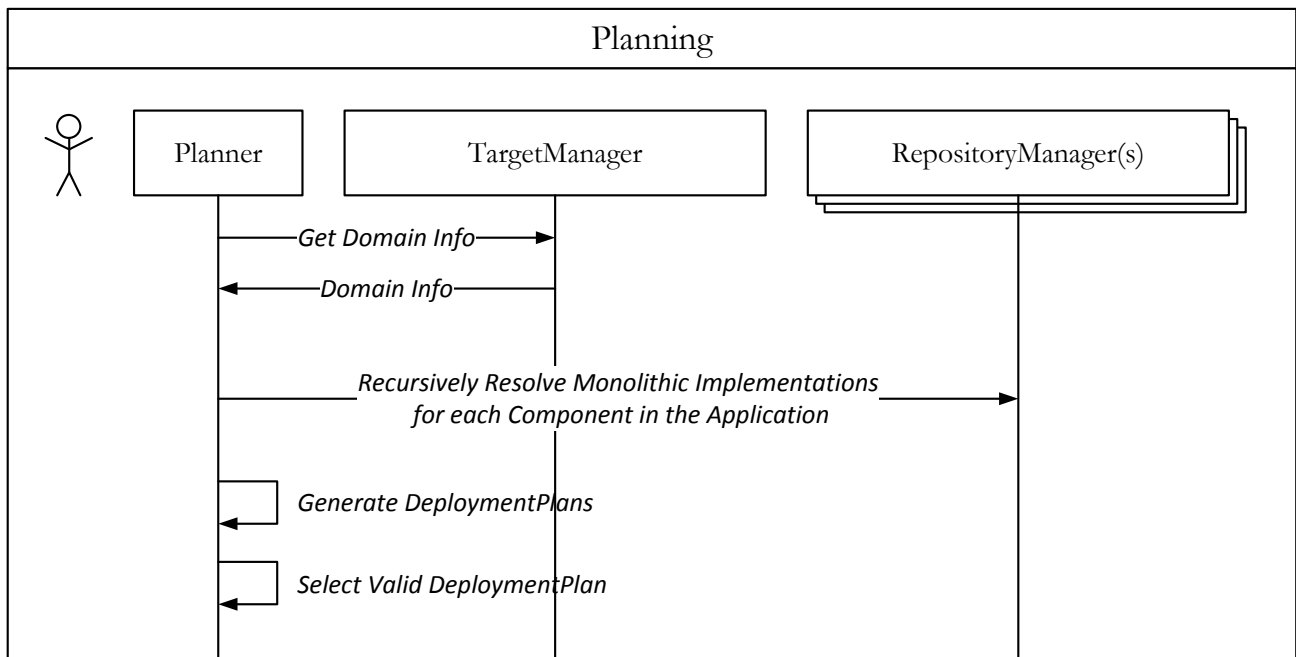 Planning
Planner
TargetManager
RepositoryManager(s)
Get Domain Info
Domain Info
Recursively Resolve Monolithic Implementations
for each Component in the Application
Generate DeploymentPlans
Select Valid DeploymentPlan